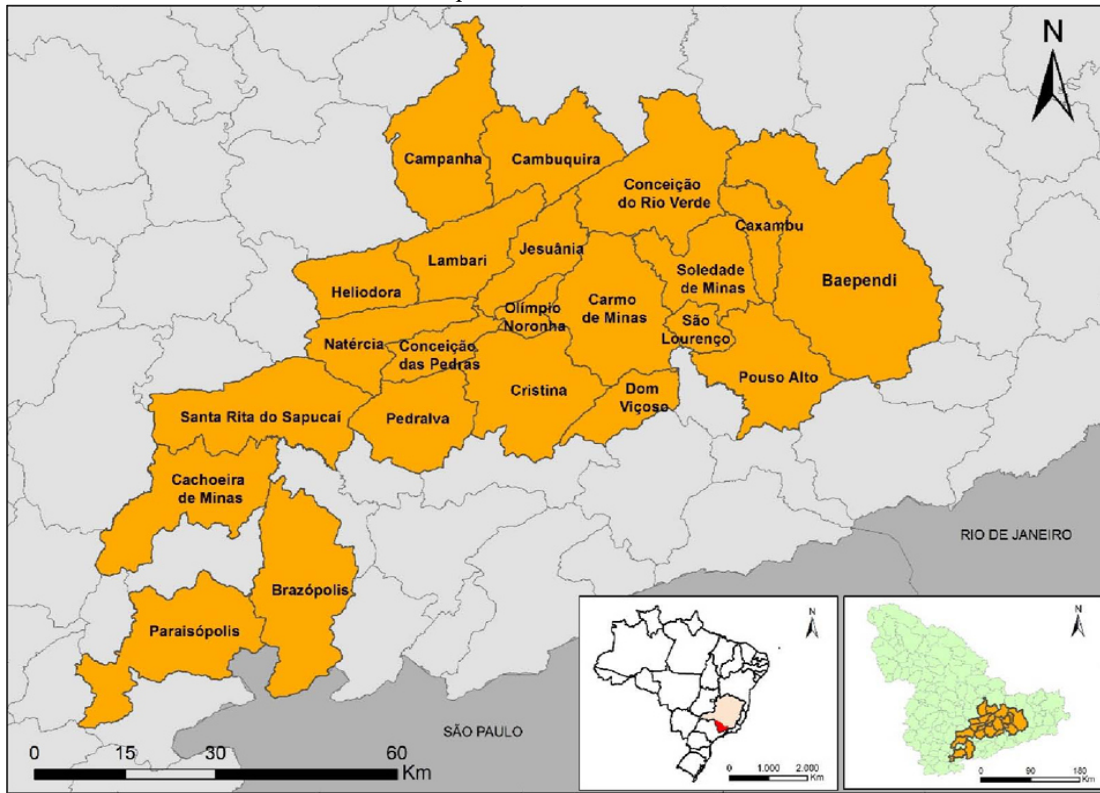 N
Campanha
Cambuquira
Conceição
do Rio Verde
Caxambu
Lambari
Jesuânia
Soledade
de Minas
Baependi
Heliodora
Olímpio
Noronha
Carmo
de Minas
São
Lourenço
Natércia
Conceição
das Pedras
Cristina
Dom
Viçoso
Pouso Alto
Santa Rita do Sapucaí
Pedralva
Cachoeira
de Minas
RIO DE JANEIRO
Brazópolis
Paraisópolis
SÃO PAULO
0 15 30 60
Km
N
0 1.000 2.000
Km
N
0 90 180
Km